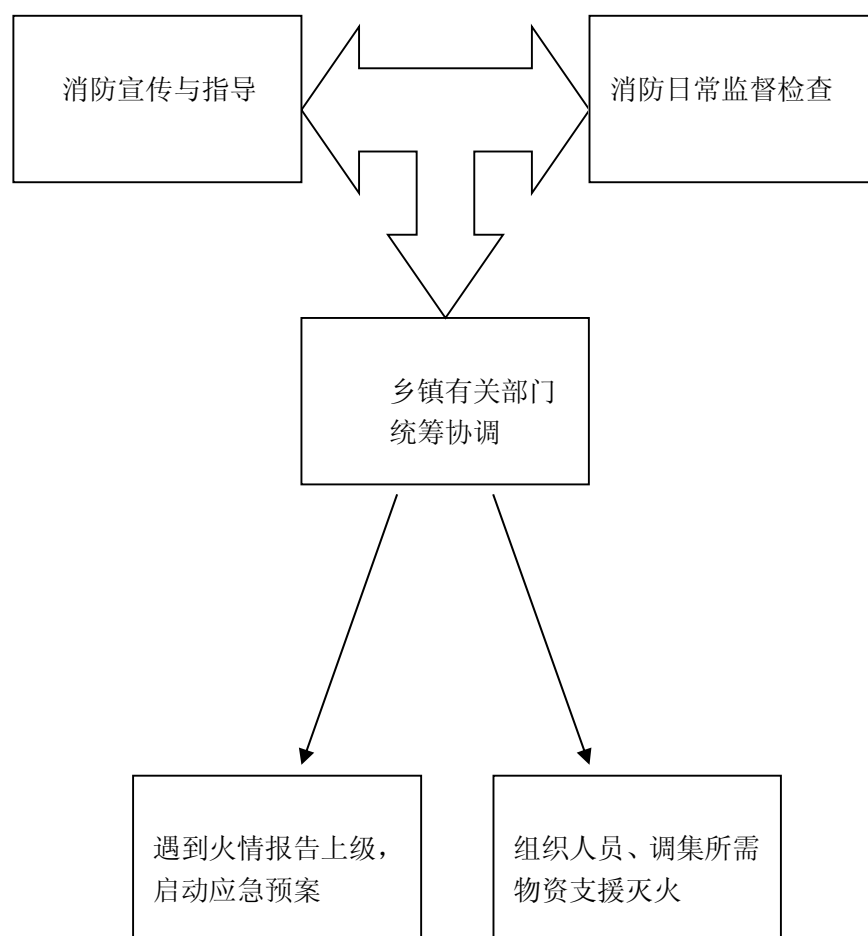 消防宣传与指导
消防日常监督检查
乡镇有关部门
统筹协调
遇到火情报告上级，
启动应急预案
组织人员、调集所需
物资支援灭火